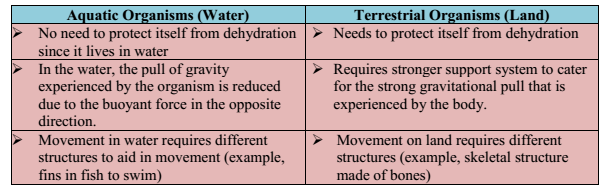 Aquatic Organisms (Water)
Terrestrial Organisms (Land)
➢ No need to protect itself from dehydration
since it lives in water
➢ Needs to protect itself from dehydration
➢ In the water, the pull of gravity
experienced by the organism is reduced
due to the buoyant force in the opposite
direction.
➢ Requires stronger support system to cater
for the strong gravitational pull that is
experienced by the body.
➢ Movement in water requires different
structures to aid in movement (example,
fins in fish to swim)
➢ Movement on land requires different
structures (example, skeletal structure
made of bones)